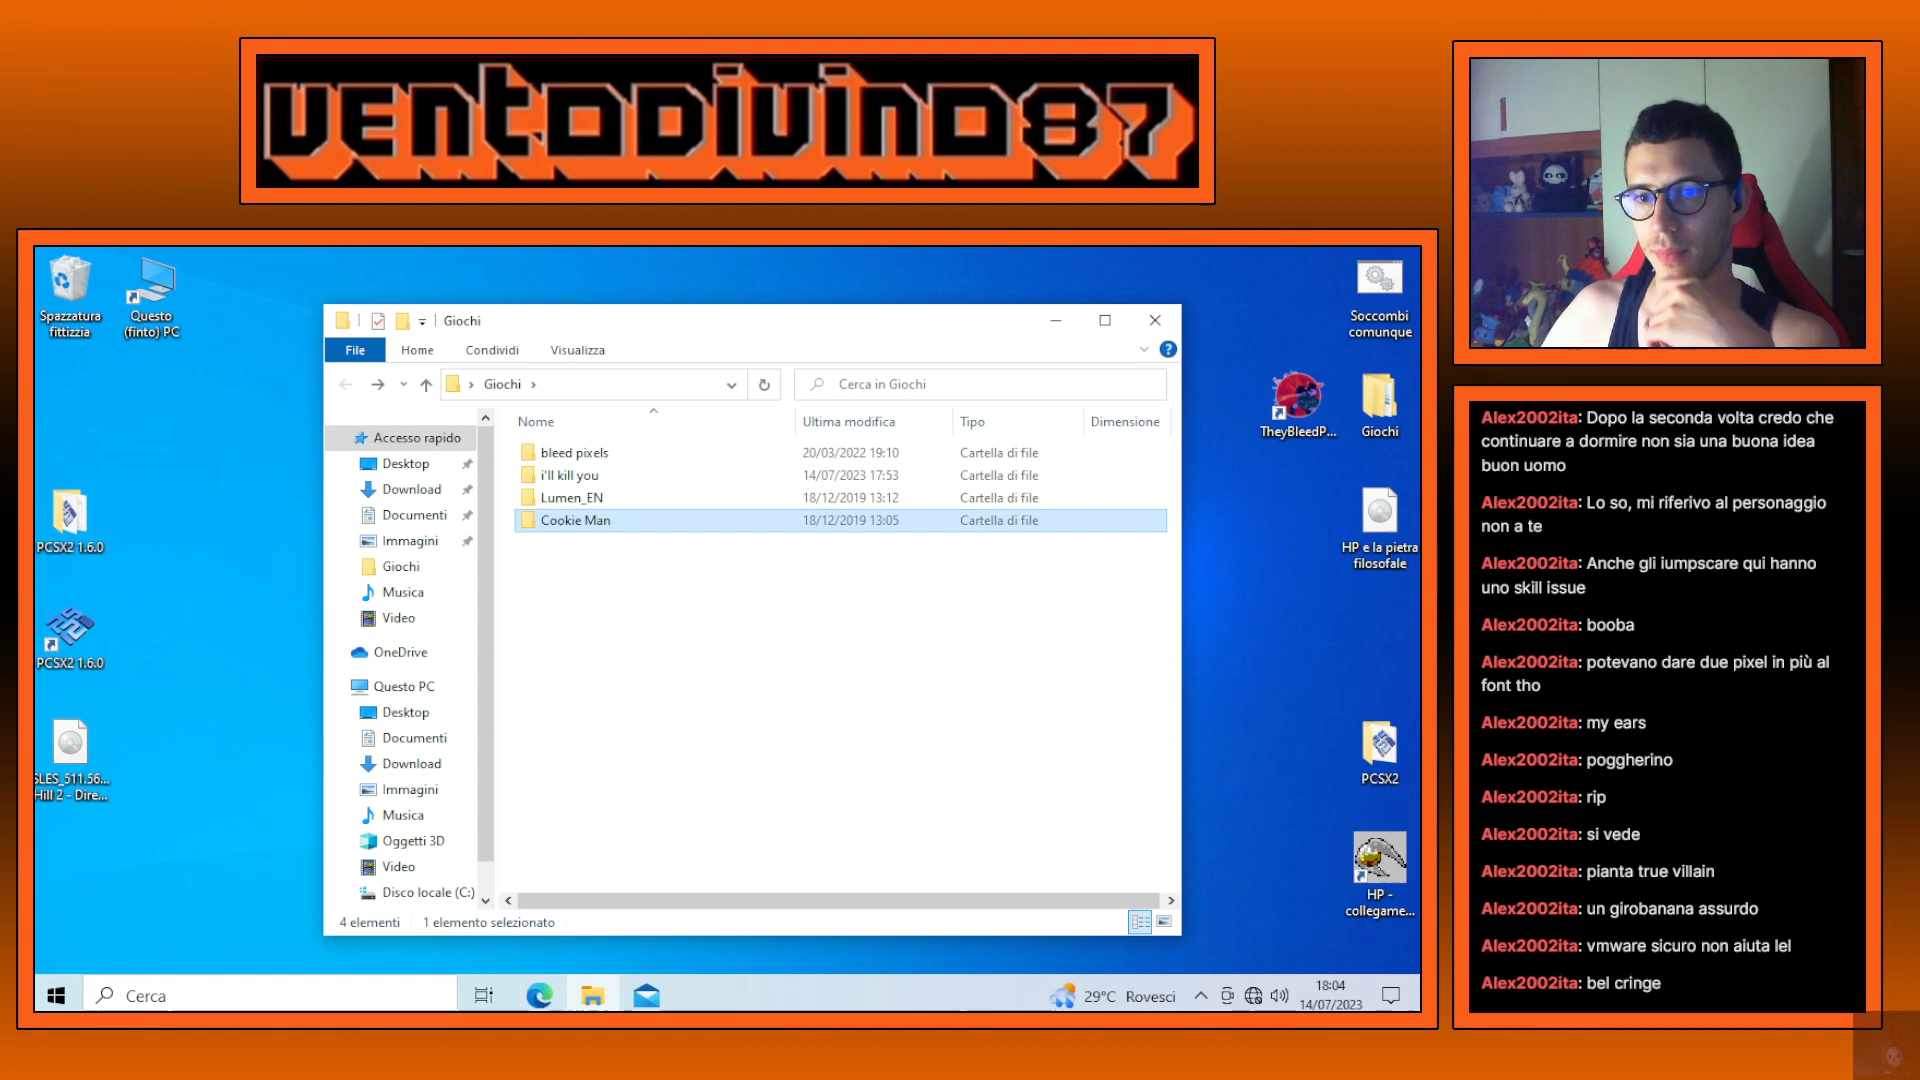 VENTODIVINO87
Spazzatura
fittizzia
Questo
(finto) PC
PCSX2 1.6.0
PCSX2 1.6.0
SLES_511.56...
Hill 2 - Dire...
Giochi
File
Home
Condividi
Visualizza
Giochi
Cerca in Giochi
Nome
Ultima modifica
Tipo
Dimensione
Accesso rapido
Desktop
Download
Documenti
Immagini
Giochi
Musica
Video
OneDrive
Questo PC
Desktop
Documenti
Download
Immagini
Musica
Oggetti 3D
Video
Disco locale (C:)
bleed pixels 20/03/2022 19:10 Cartella di file
i'll kill you 14/07/2023 17:53 Cartella di file
Lumen_EN 18/12/2019 13:12 Cartella di file
Cookie Man 18/12/2019 13:05 Cartella di file
4 elementi 1 elemento selezionato
Soccombi
comunque
TheyBleedP...
Giochi
HP e la pietra
filosofale
PCSX2
HP -
collegame...
Cerca
29°C Rovesci
18:04
14/07/2023
Alex2002ita: Dopo la seconda volta credo che
continuare a dormire non sia una buona idea
buon uomo
Alex2002ita: Lo so, mi riferivo al personaggio
non a te
Alex2002ita: Anche gli iumpscare qui hanno
uno skill issue
Alex2002ita: booba
Alex2002ita: potevano dare due pixel in più al
font tho
Alex2002ita: my ears
Alex2002ita: poggherino
Alex2002ita: rip
Alex2002ita: si vede
Alex2002ita: pianta true villain
Alex2002ita: un girobanana assurdo
Alex2002ita: vmware sicuro non aiuta lel
Alex2002ita: bel cringe